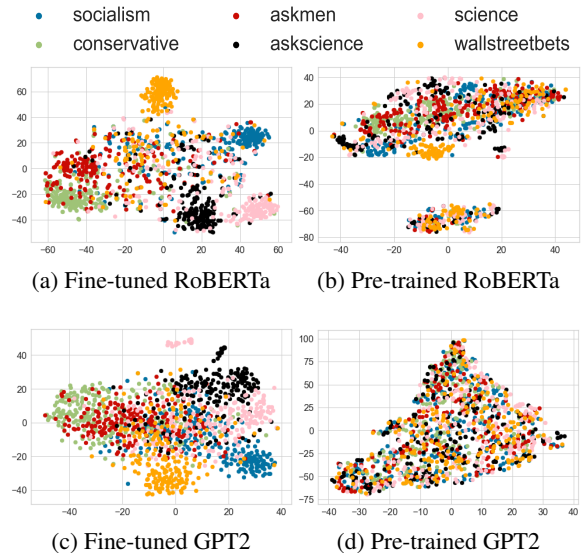 socialism askmen science
conservative askscience wallstreetbets
60
40
20
0
−20
−40
−60 −40 −20 0 20 40 60
(a) Fine-tuned RoBERTa
40
20
0
−20
−40
−60
−80
−40 −20 0 20 40
(b) Pre-trained RoBERTa
40
20
0
−20
−40
−40 −20 0 20 40
(c) Fine-tuned GPT2
100
75
50
25
0
−25
−50
−75
−40 −30 −20 −10 0 10 20 30 40
(d) Pre-trained GPT2